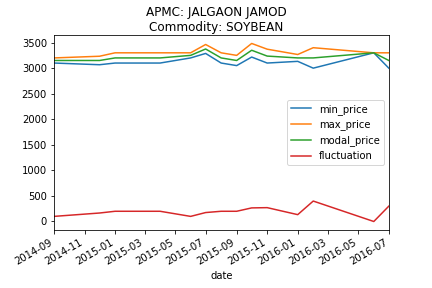 APMC: JALGAON JAMOD
Commodity: SOYBEAN
3500
3000
2500
2000
1500
1000
500
0
min_price
max_price
modal_price
fluctuation
2014-09
2014-11
2015-01
2015-03
2015-05
2015-07
2015-09
2015-11
2016-01
2016-03
2016-05
2016-07
date